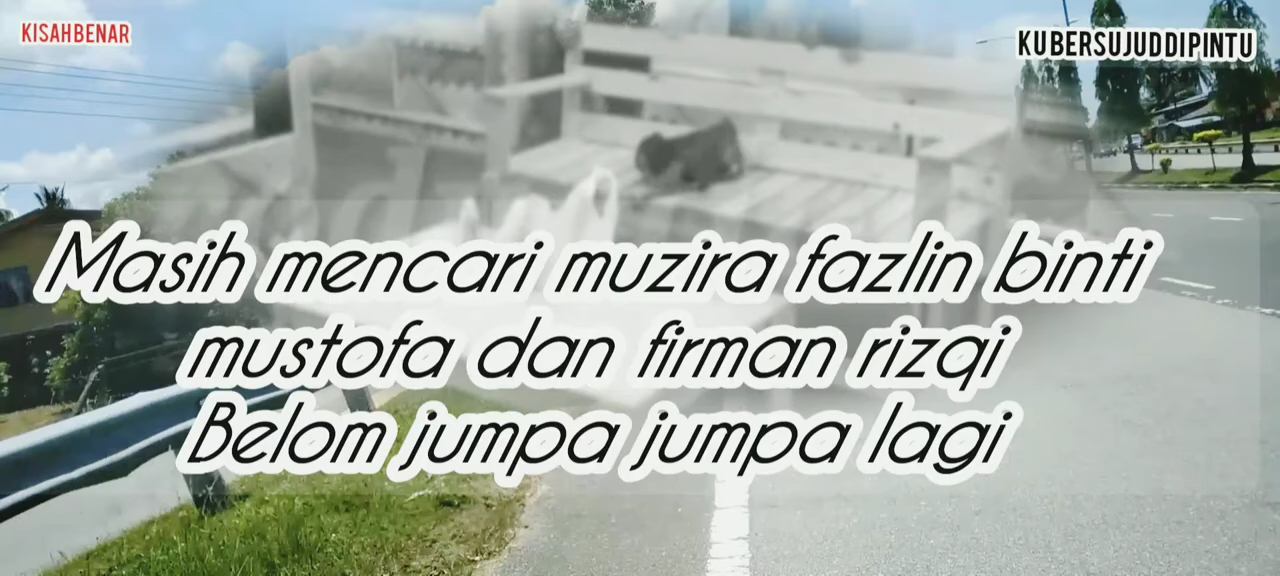 KISAHBENAR
KUBERSUJUDDIPINTU
Masih mencari muzira fazlin binti
mustofa dan firman rizqi
Belom jumpa jumpa lagi